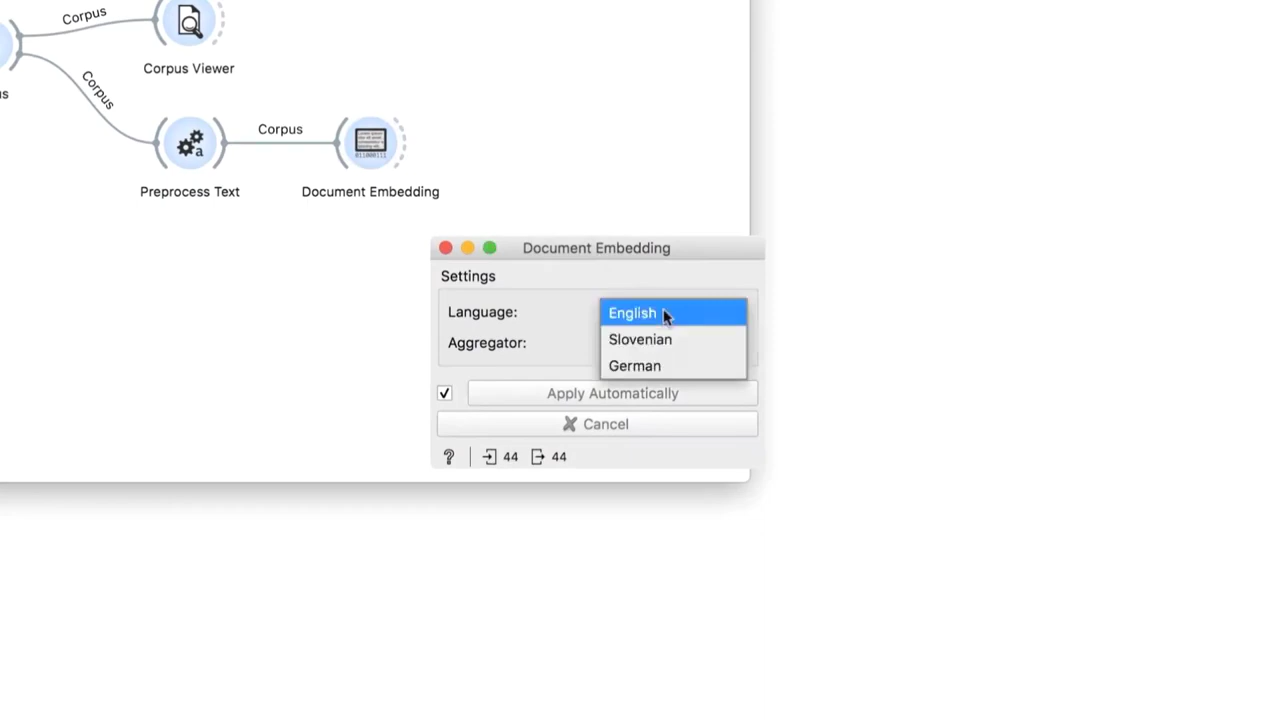 Corpus
Corpus Viewer
Corpus
s
Corpus
a
011000111
Preprocess Text
Document Embedding
Document Embedding
Settings
Language:
English
Slovenian
Aggregator:
German
Apply Automatically
Cancel
? 44 44